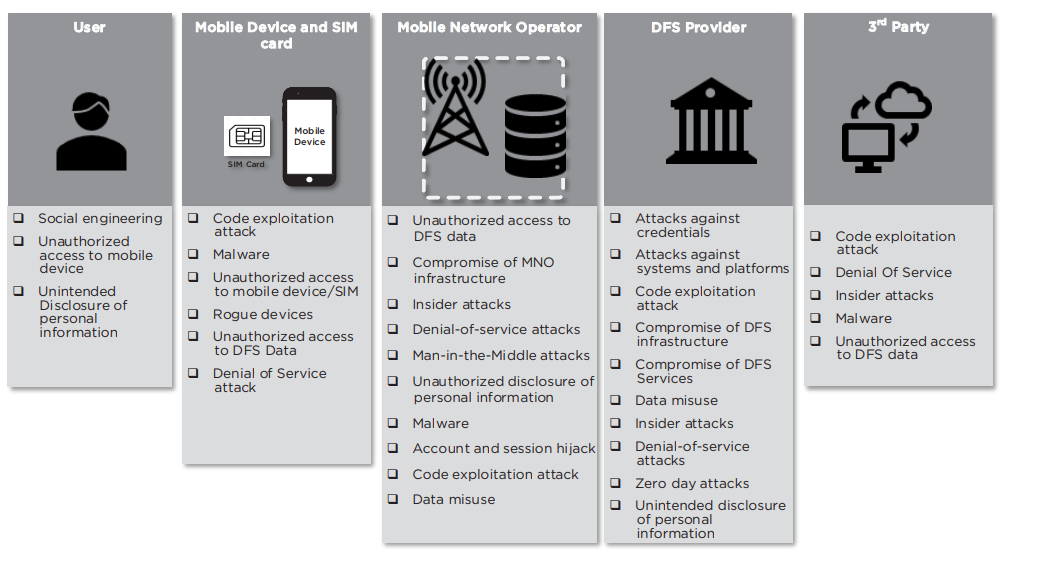 User
❑ Social engineering
❑ Unauthorized
access to mobile
device
❑ Unintended
Disclosure of
personal
information
Mobile Device and SIM
card
SIM Card
Mobile
Device
❑ Code exploitation
attack
❑ Malware
❑ Unauthorized access
to mobile device/SIM
❑ Rogue devices
❑ Unauthorized access
to DFS Data
❑ Denial of Service
attack
Mobile Network Operator
❑ Unauthorized access to
DFS data
❑ Compromise of MNO
infrastructure
❑ Insider attacks
❑ Denial-of-service attacks
❑ Man-in-the-Middle attacks
❑ Unauthorized disclosure of
personal information
❑ Malware
❑ Account and session hijack
❑ Code exploitation attack
❑ Data misuse
DFS Provider
❑ Attacks against
credentials
❑ Attacks against
systems and platforms
❑ Code exploitation
attack
❑ Compromise of DFS
infrastructure
❑ Compromise of DFS
Services
❑ Data misuse
❑ Insider attacks
❑ Denial-of-service
attacks
❑ Zero day attacks
❑ Unintended disclosure
of personal
information
3rd Party
❑ Code exploitation
attack
❑ Denial Of Service
❑ Insider attacks
❑ Malware
❑ Unauthorized access
to DFS data